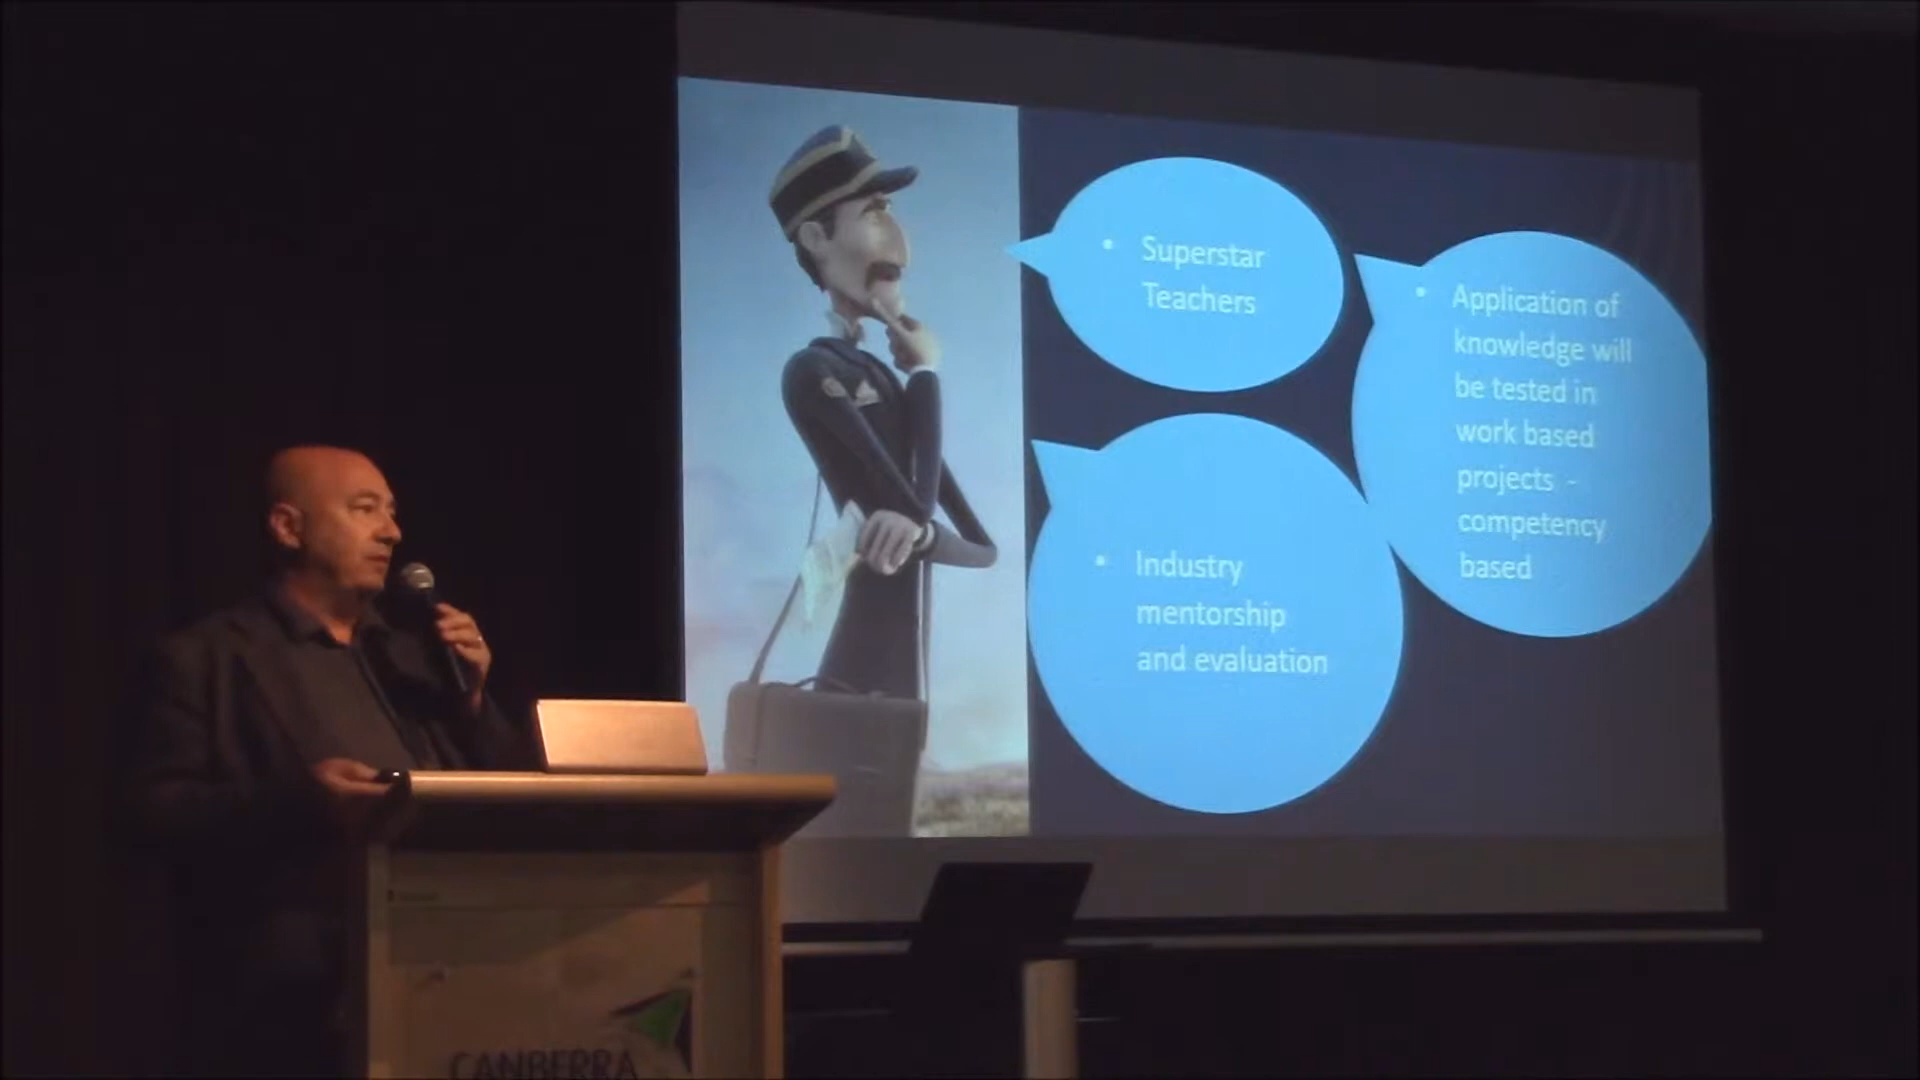 • Superstar
Teachers
• Application of
knowledge will
be tested in
work based
projects -
competency
based
• Industry
mentorship
and evaluation
CANBERRA